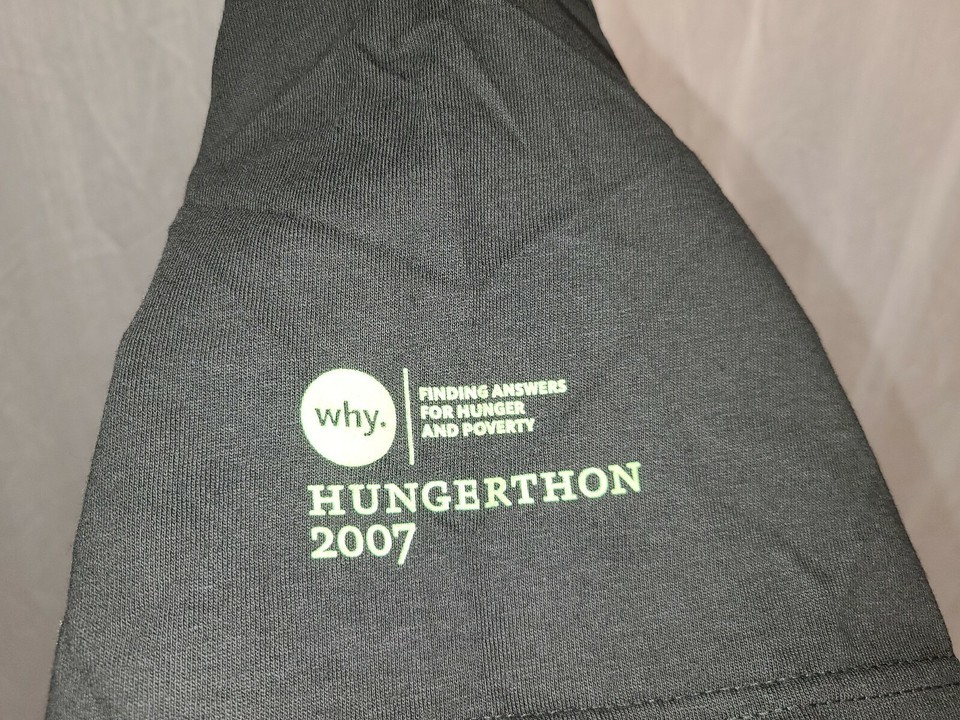 why.
FINDING ANSWERS
FOR HUNGER
AND POVERTY
HUNGERTHON
2007